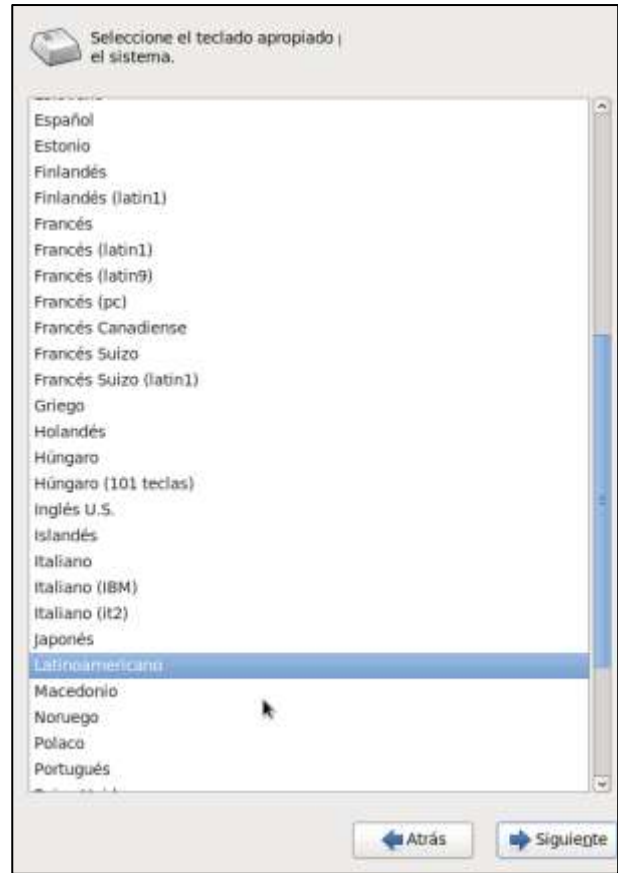 Seleccione el teclado apropiado
el sistema.
Español
Estonio
Finlandés
Finlandés (latin1)
Francés
Francés (latin1)
Francés (latin9)
Francés (pc)
Francés Canadiense
Francés Suizo
Francés Suizo (latin1)
Griego
Holandés
Húngaro
Húngaro (101 teclas)
Inglés U.S.
Islandés
Italiano
Italiano (IBM)
Italiano (it2)
Japonés
Latinoamericano
Macedonio
Noruego
Polaco
Portugués
Atrás
Siguiente